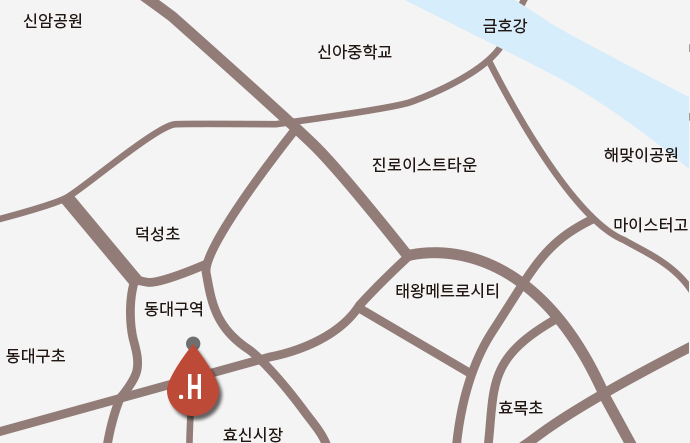 신암공원
금호강
신아중학교
해맞이공원
진로이스트타운
마이스터고
덕성초
태왕메트로시티
동대구역
동대구초
.H
효목초
효신시장